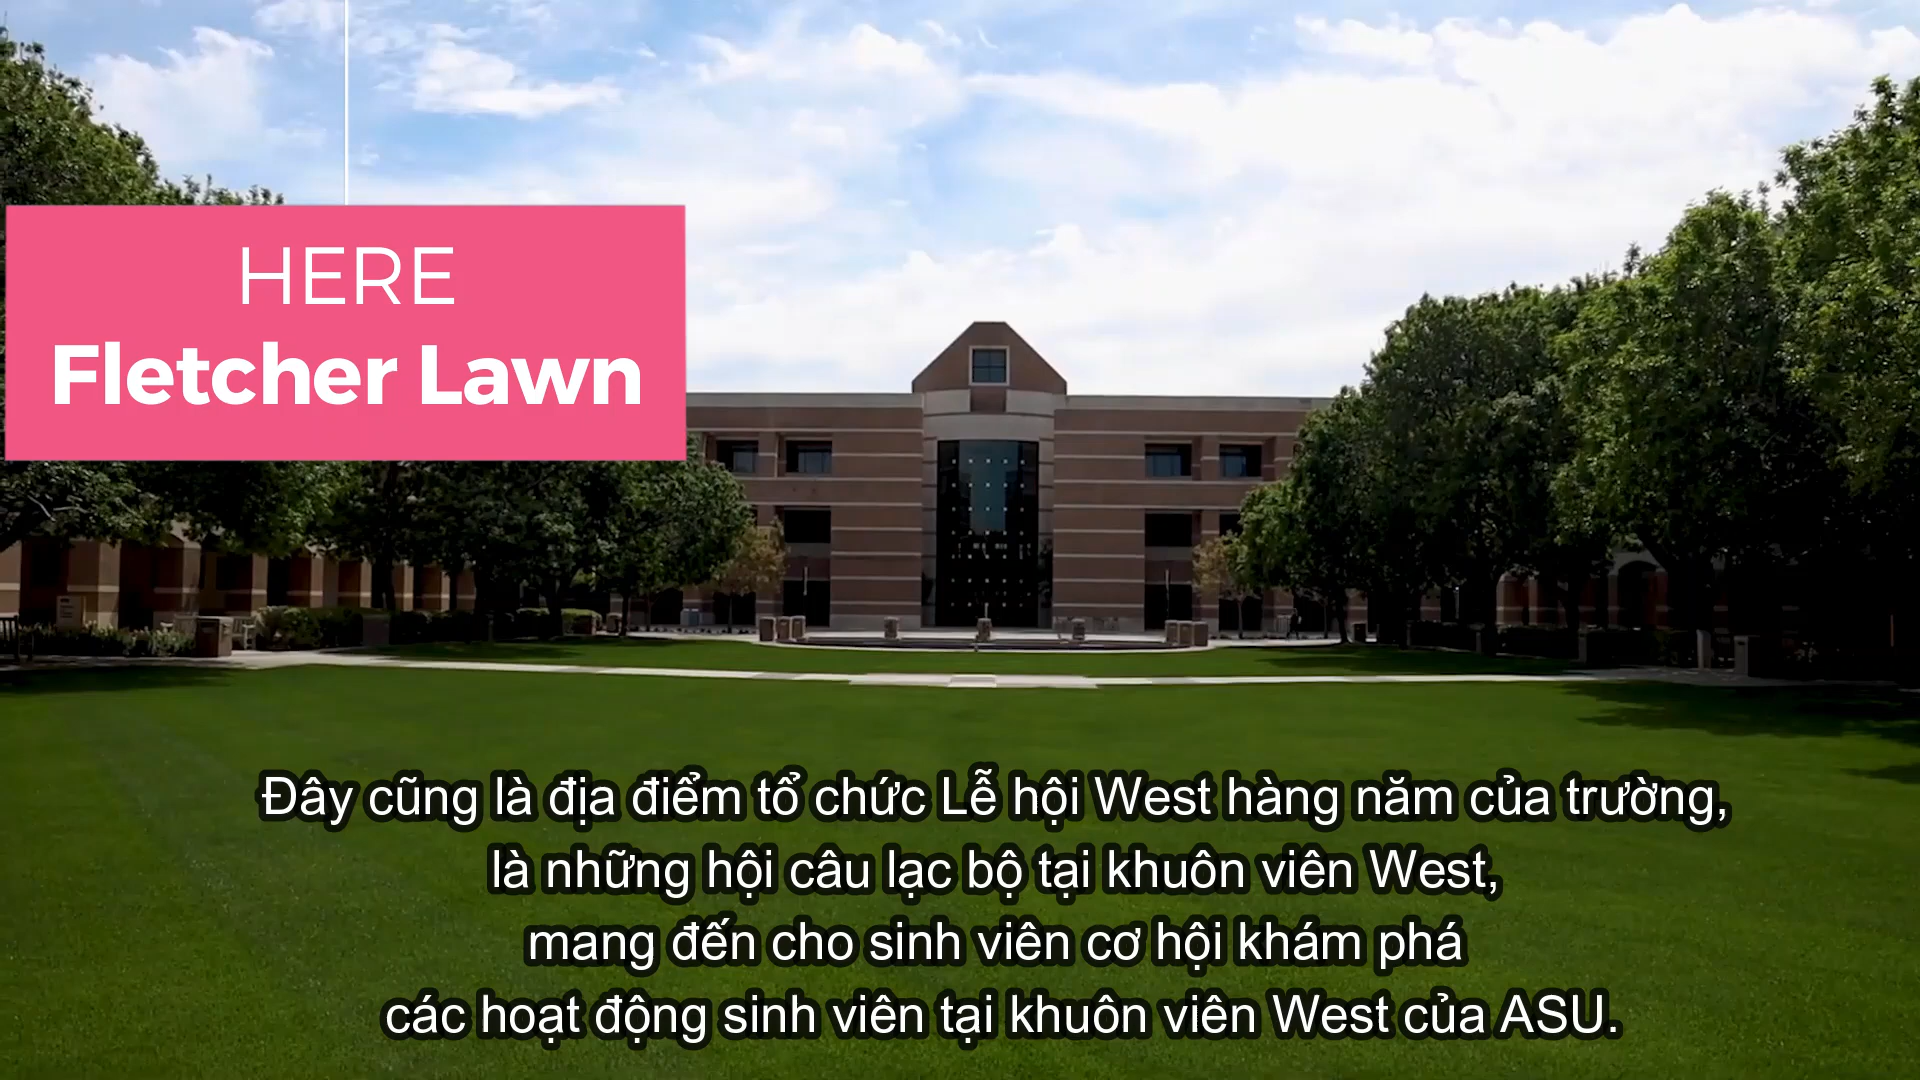 HERE
Fletcher Lawn
Đây cũng là địa điểm tổ chức Lễ hội West hàng năm của trường,
là những hội câu lạc bộ tại khuôn viên West,
mang đến cho sinh viên cơ hội khám phá
các hoạt động sinh viên tại khuôn viên West của ASU.